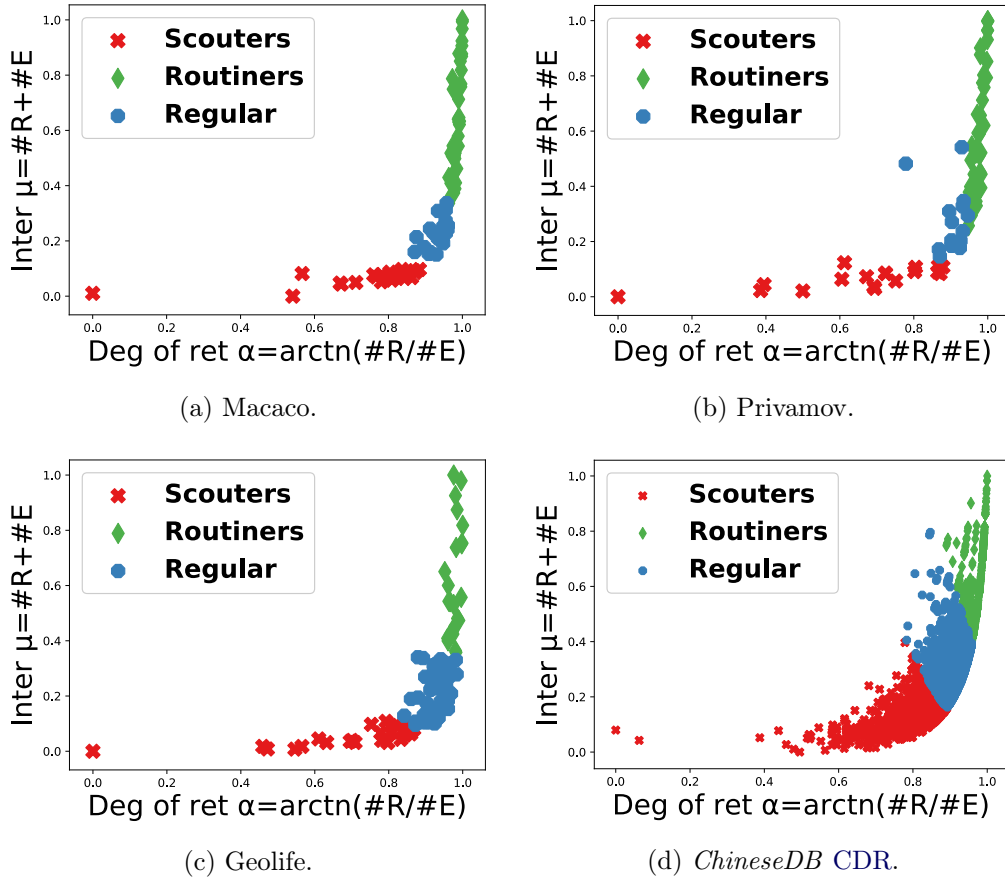 Scouters
Routiners
Regular
Inter μ=#R+#E
1.0
0.8
0.6
0.4
0.2
0.0
0.0 0.2 0.4 0.6 0.8 1.0
Deg of ret α=arctn(#R/#E)
(a) Macaco.
Scouters
Routiners
Regular
Inter μ=#R+#E
1.0
0.8
0.6
0.4
0.2
0.0
0.0 0.2 0.4 0.6 0.8 1.0
Deg of ret α=arctn(#R/#E)
(b) Privamov.
Scouters
Routiners
Regular
Inter μ=#R+#E
1.0
0.8
0.6
0.4
0.2
0.0
0.0 0.2 0.4 0.6 0.8 1.0
Deg of ret α=arctn(#R/#E)
(c) Geolife.
Scouters
Routiners
Regular
Inter μ=#R+#E
1.0
0.8
0.6
0.4
0.2
0.0
0.0 0.2 0.4 0.6 0.8 1.0
Deg of ret α=arctn(#R/#E)
(d) ChineseDB CDR.